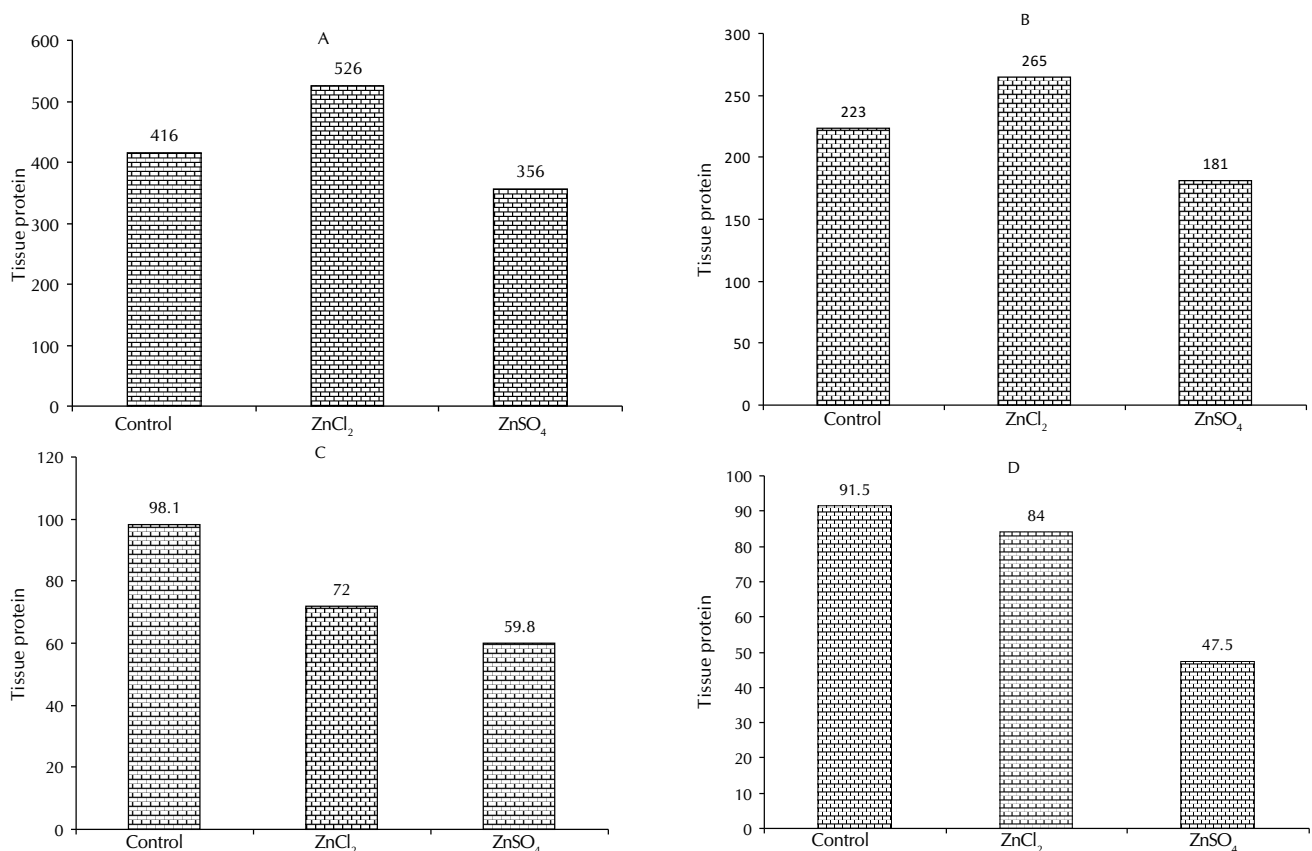 A
600
500
400
300
200
100
0
Tissue protein
416
526
356
Control
ZnCl₂
ZnSO₄
B
300
250
200
150
100
50
0
Tissue protein
223
265
181
Control
ZnCl₂
ZnSO₄
C
120
100
80
60
40
20
0
Tissue protein
98.1
72
59.8
Control
ZnCl₂
ZnSO₄
D
100
90
80
70
60
50
40
30
20
10
0
Tissue protein
91.5
84
47.5
Control
ZnCl₂
ZnSO₄